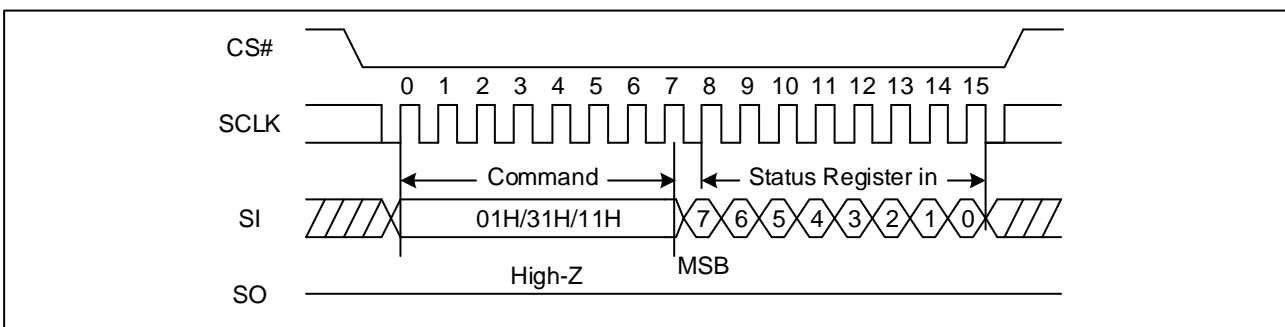 CS#
0 1 2 3 4 5 6 7 8 9 10 11 12 13 14 15
SCLK
Command Status Register in
SI 01H/31H/11H 7 6 5 4 3 2 1 0
High-Z MSB
SO